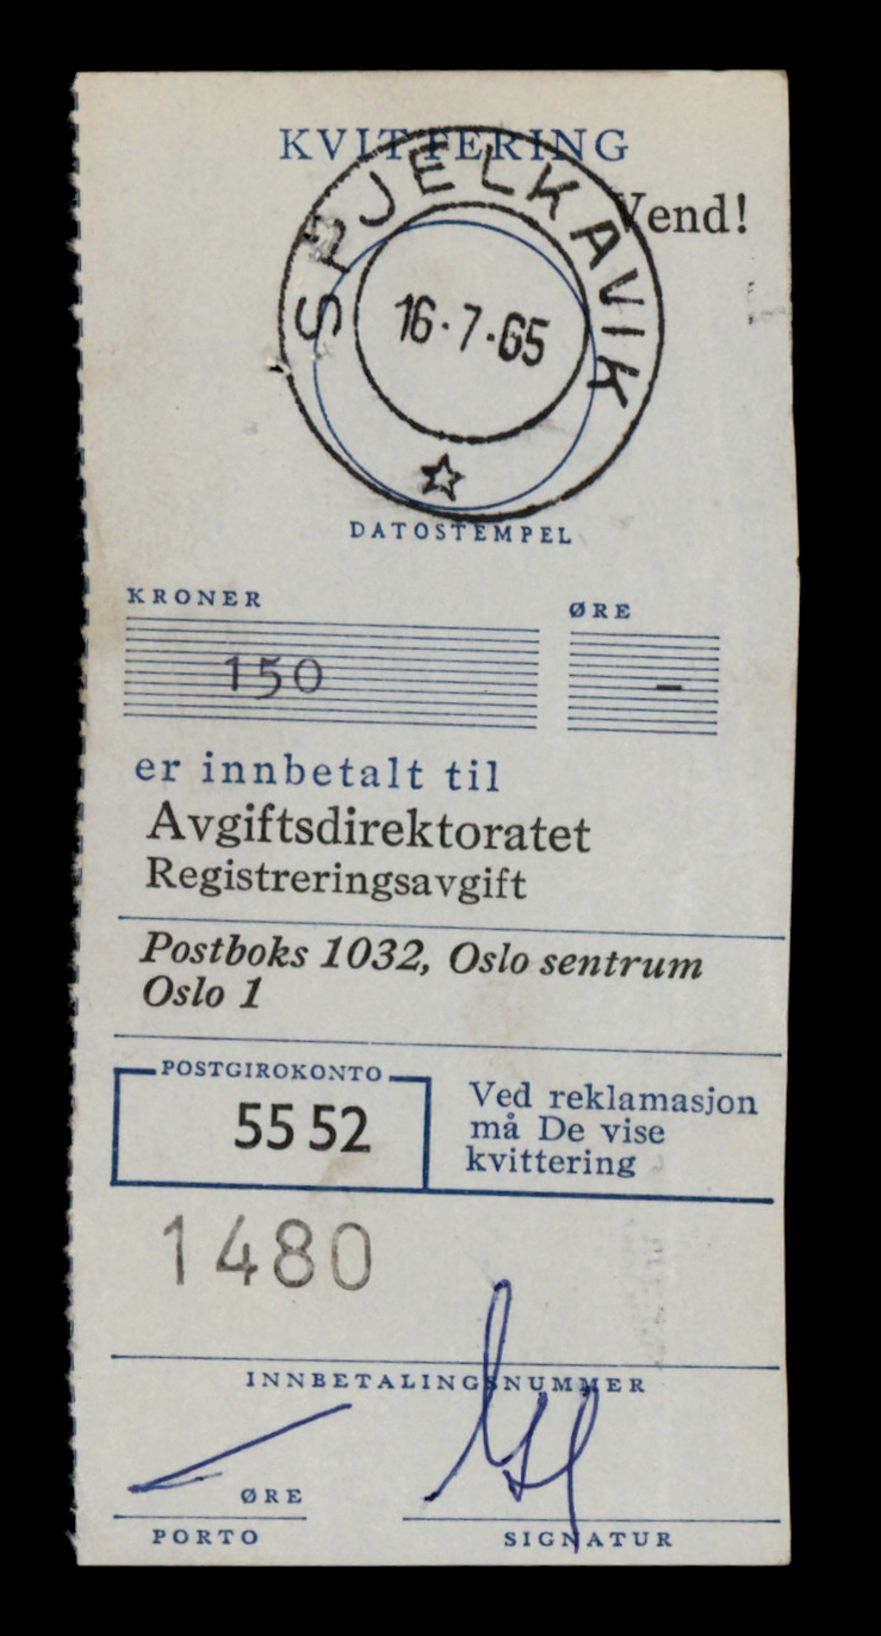 KVITTERING
Vend!
SPJELKAVIK
16.7.65
DATOSTEMPEL
KRONER ØRE
150 -
er innbetalt til
Avgiftsdirektoratet
Registreringsavgift
Postboks 1032, Oslo sentrum
Oslo 1
POSTGIROKONTO
55 52
Ved reklamasjon
må De vise
kvittering
1480
INNBETALINGSNUMMER
ØRE
PORTO SIGNATUR